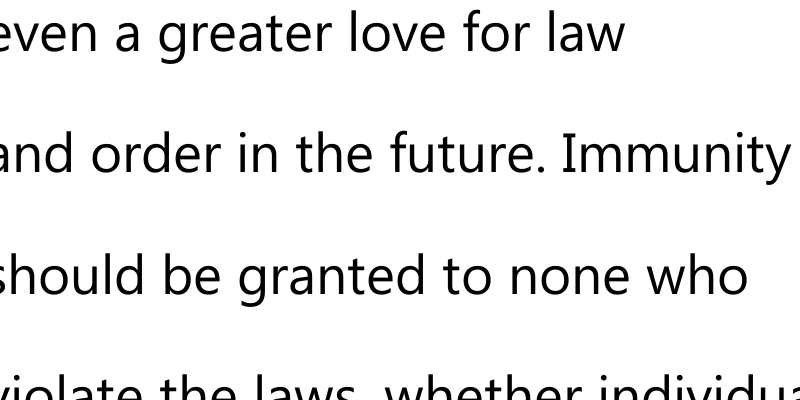 even a greater love for law
and order in the future. Immunity
should be granted to none who
violate the laws, whether